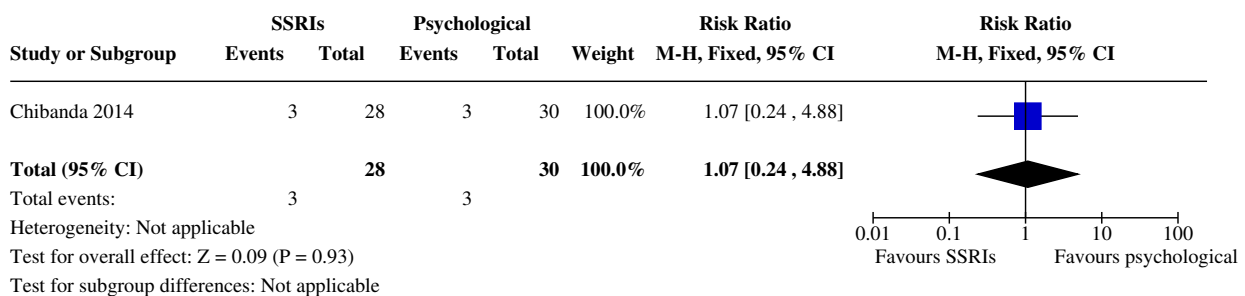 SSRIs Psychological Risk Ratio Risk Ratio
Study or Subgroup Events Total Events Total Weight M-H, Fixed, 95% CI M-H, Fixed, 95% CI
Chibanda 2014 3 28 3 30 100.0% 1.07 [0.24 , 4.88]
Total (95% CI) 28 30 100.0% 1.07 [0.24 , 4.88]
Total events: 3 3
Heterogeneity: Not applicable
0.01 0.1 1 10 100
Test for overall effect: Z = 0.09 (P = 0.93) Favours SSRIs Favours psychological
Test for subgroup differences: Not applicable